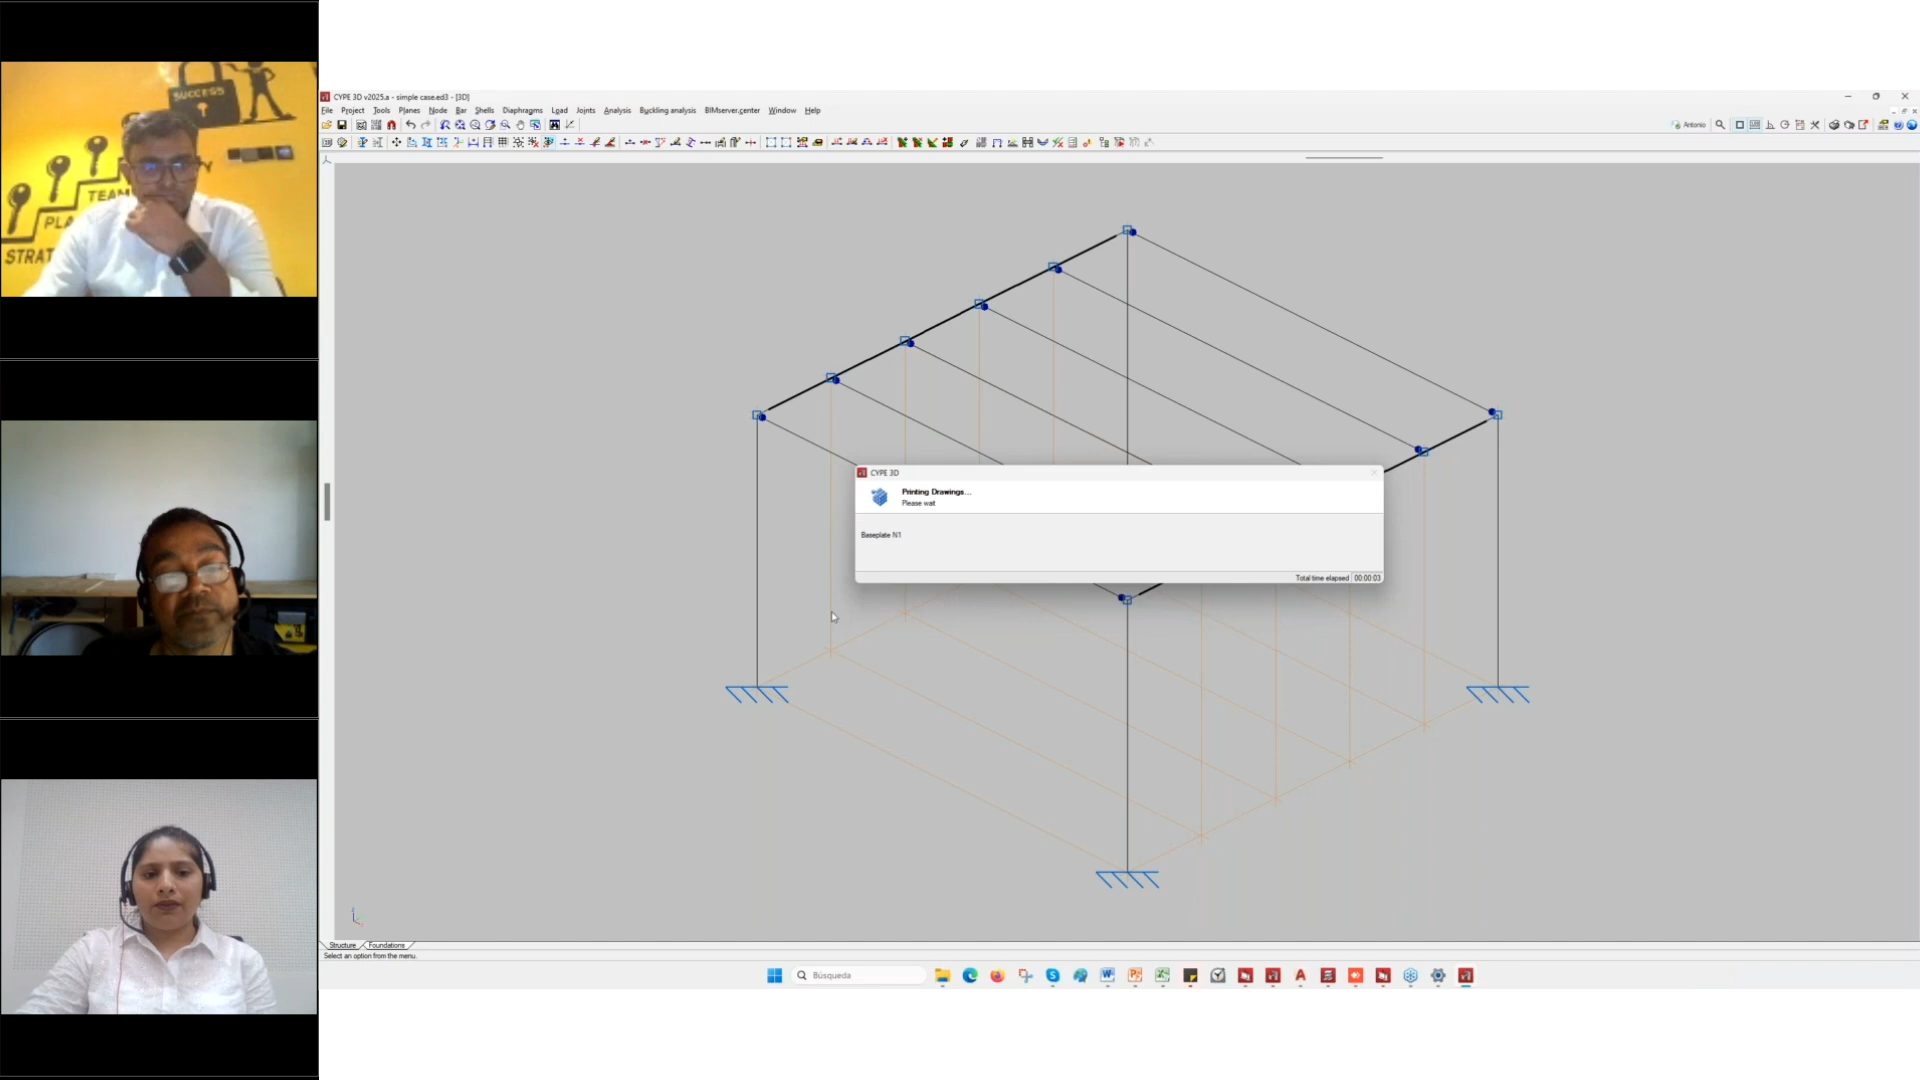 SUCCESS
TEAM
PLA
STRAT
CYPE 3D v2025.a - simple case.ed3 - [3D]
File Project Tools Planes Node Bar Shells Diaphragms Load Joints Analysis Buckling analysis BIMserver.center Window Help
Antonio
CYPE 3D
Printing Drawings...
Please wait
Baseplate N1
Total time elapsed 00:00:03
Structure Foundations
Select an option from the menu.
Búsqueda